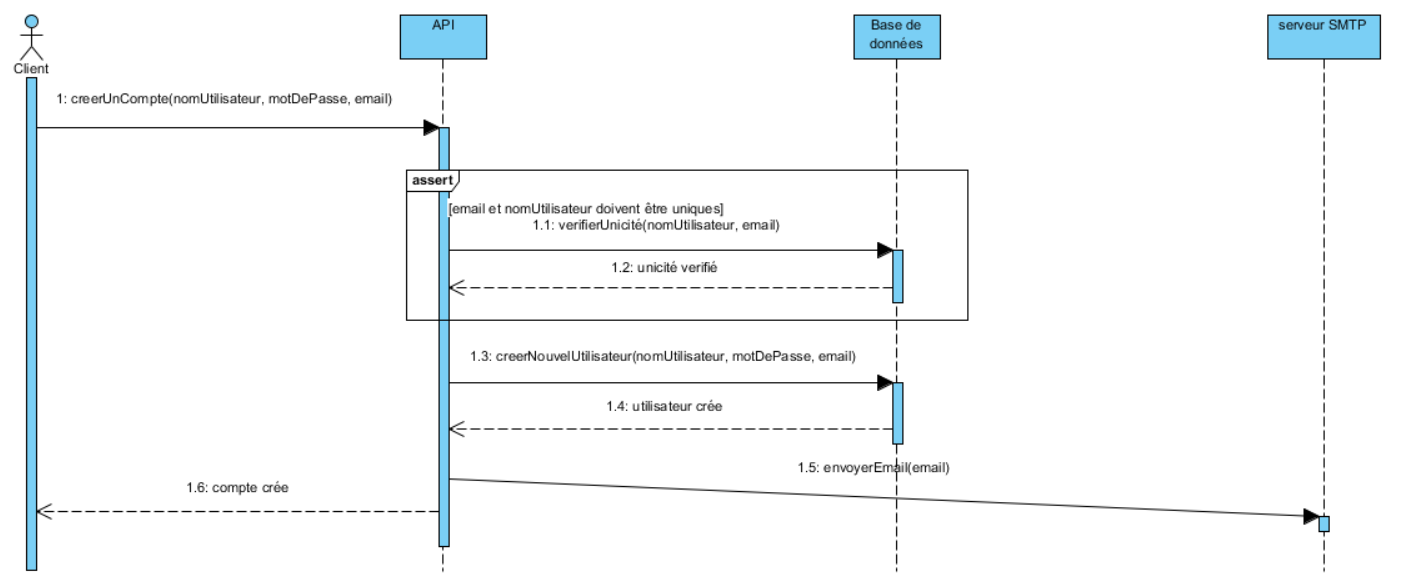 Client
API
Base de
données
serveur SMTP
1: creerUnCompte(nomUtilisateur, motDePasse, email)
assert
[email et nomUtilisateur doivent être uniques]
1.1: verifierUnicité(nomUtilisateur, email)
1.2: unicité verifié
1.3: creerNouvelUtilisateur(nomUtilisateur, motDePasse, email)
1.4: utilisateur crée
1.5: envoyerEmail(email)
1.6: compte crée